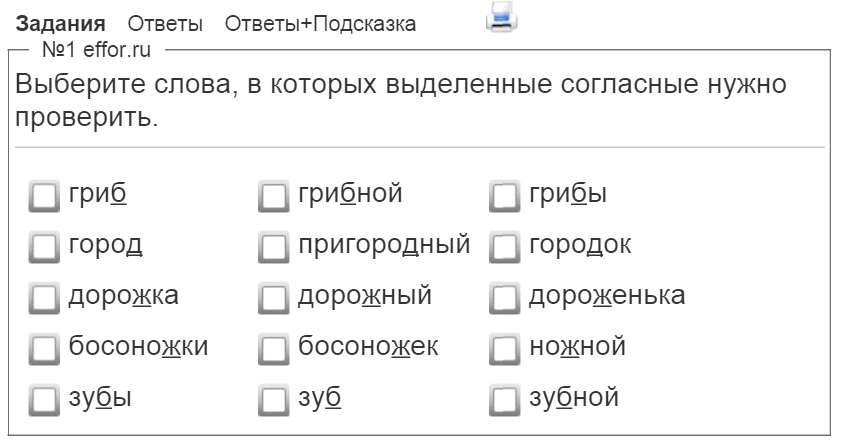 Задания Ответы Ответы+Подсказка
№1 effor.ru
Выберите слова, в которых выделенные согласные нужно
проверить.
гриб грибной грибы
город пригородный городок
дорожка дорожный дороженька
босоножки босоножек ножной
зубы зуб зубной